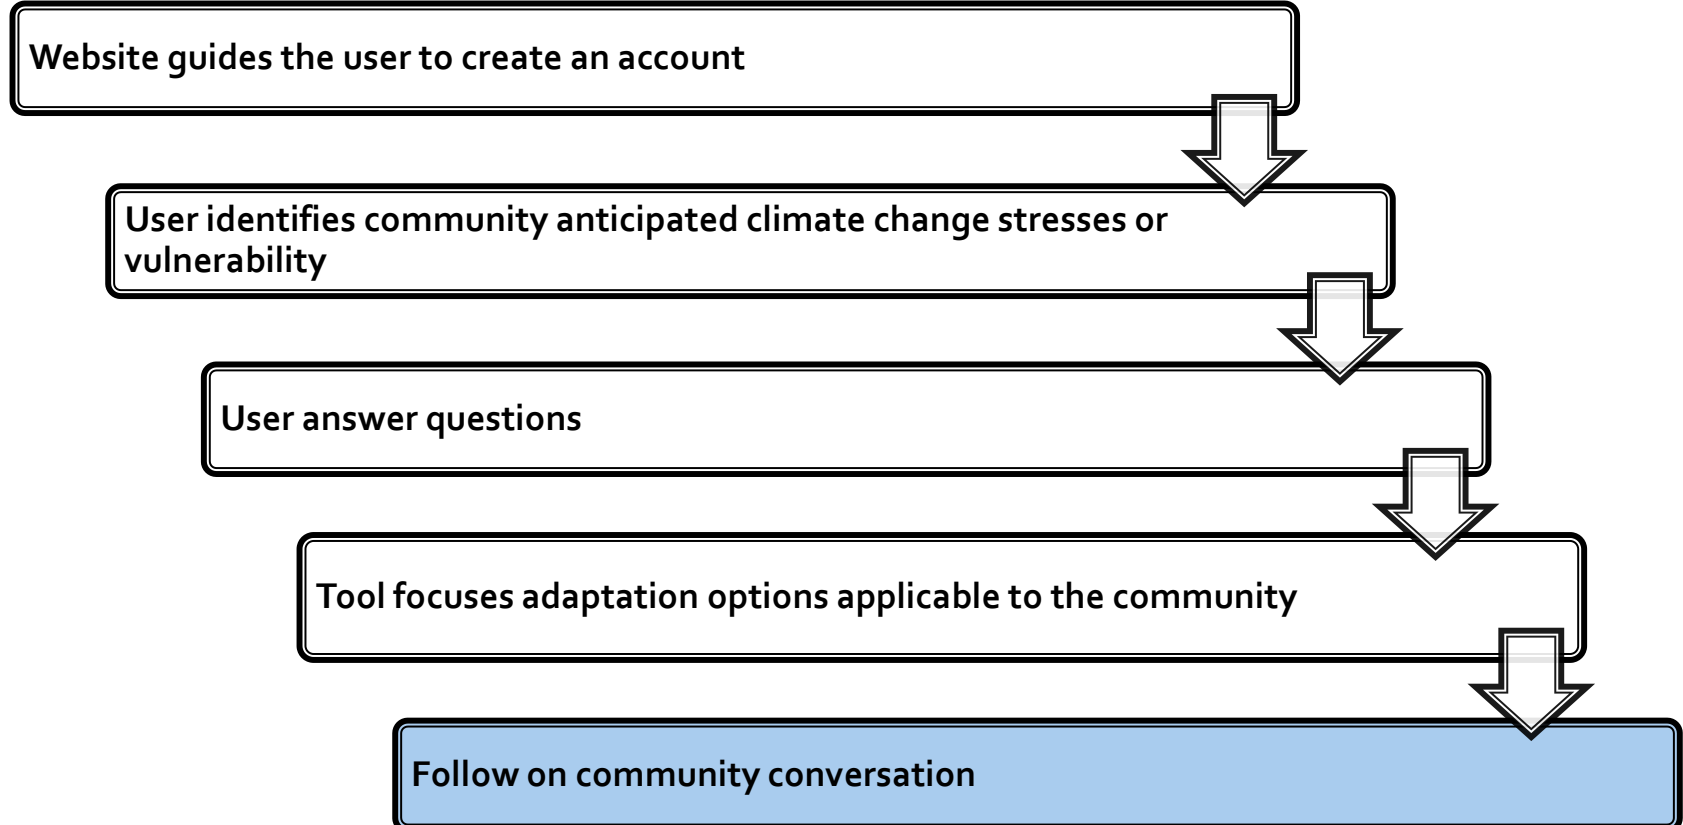 Website guides the user to create an account
User identifies community anticipated climate change stresses or
vulnerability
User answer questions
Tool focuses adaptation options applicable to the community
Follow on community conversation